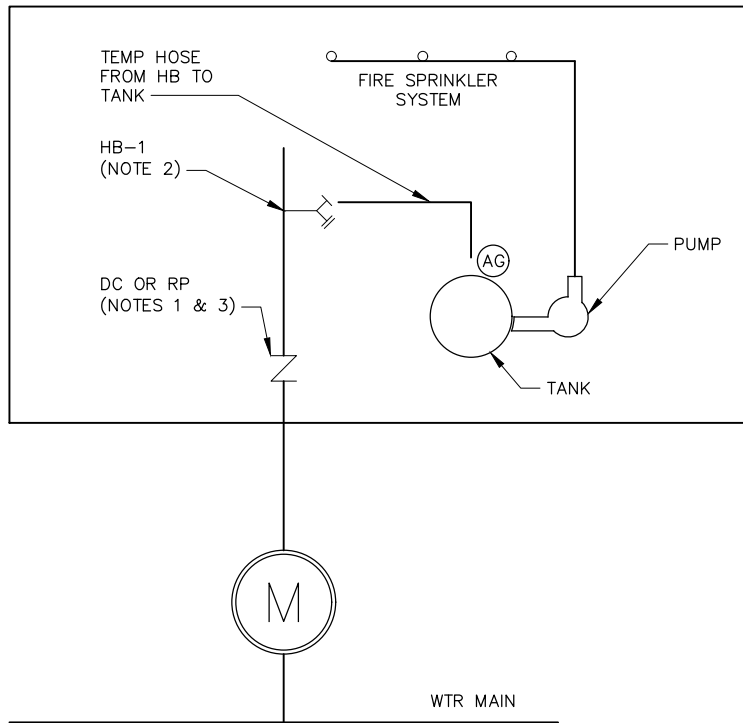 TEMP HOSE
FROM HB TO
TANK
FIRE SPRINKLER
SYSTEM
HB-1
(NOTE 2)
AG
PUMP
DC OR RP
(NOTES 1 & 3)
TANK
M
WTR MAIN